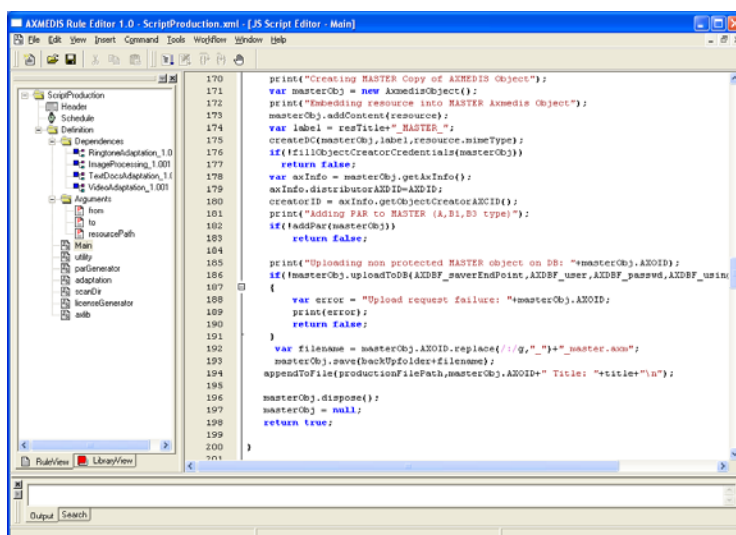 AXMEDIS Rule Editor 1.0 - ScriptProduction.xml - [JS Script Editor - Main]
File Edit View Insert Command Tools Workflow Window Help
ScriptProduction
Header
Schedule
Definition
Dependences
RingtoneAdaptation_1.0
ImageProcessing_1.001
TextDocsAdaptation_1.(
VideoAdaptation_1.001
Arguments
from
to
resourcePath
Main
utility
parGenerator
adaptation
scanDir
licenseGenerator
axlib
RuleView LibraryView
170 print("Creating MASTER Copy of AXMEDIS Object");
171 var masterObj = new AxmedisObject();
172 print("Embedding resource into MASTER Axmedis Object");
173 masterObj.addContent(resource);
174 var label = resTitle+"_MASTER_";
175 createDC(masterObj,label,resource.mimeType);
176 if(!fillObjectCreatorCredentials(masterObj))
177 return false;
178 var axInfo = masterObj.getAxInfo();
179 axInfo.distributorAXDID=AXDID;
180 creatorID = axInfo.getObjectCreatorAXCID();
181 print("Adding PAR to MASTER (A,B1,B3 type)");
182 if(!addPar(masterObj))
183 return false;
184
185 print("Uploading non protected MASTER object on DB: "+masterObj.AXOID);
186 if(!masterObj.uploadToDB(AXDBF_saverEndPoint,AXDBF_user,AXDBF_passwd,AXDBF_using
187 {
188 var error = "Upload request failure: "+masterObj.AXOID;
189 print(error);
190 return false;
191 }
192 var filename = masterObj.AXOID.replace(/:/g,"_")+"_master.axm";
193 masterObj.save(backUpfolder+filename);
194 appendToFile(productionFilePath,masterObj.AXOID+" Title: "+title+"\n");
195
196 masterObj.dispose();
197 masterObj = null;
198 return true;
199
200 }
201
Output Search